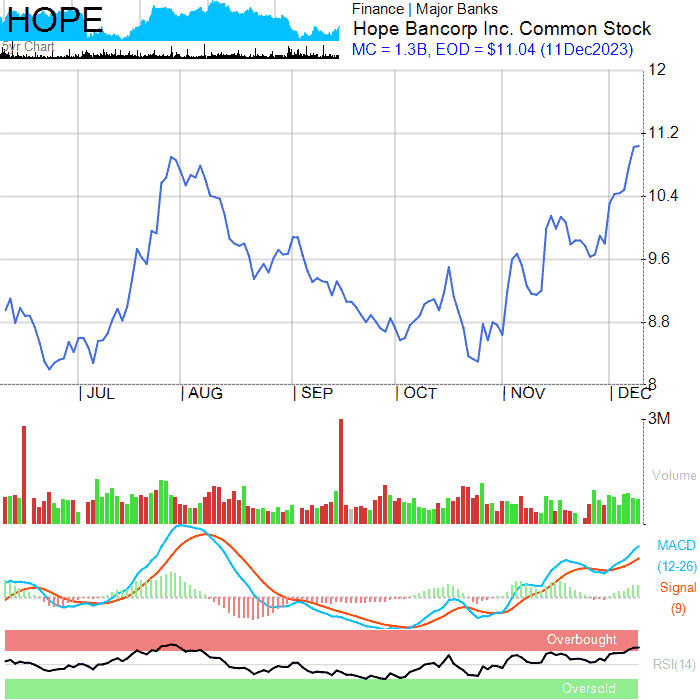 HOPE
5yr Chart
Finance | Major Banks
Hope Bancorp Inc. Common Stock
MC = 1.3B, EOD = $11.04 (11Dec2023)
12
11.2
10.4
9.6
8.8
8
JUL
AUG
SEP
OCT
NOV
DEC
3M
Volume
MACD
(12-26)
Signal
(9)
Overbought
RSI(14)
Oversold